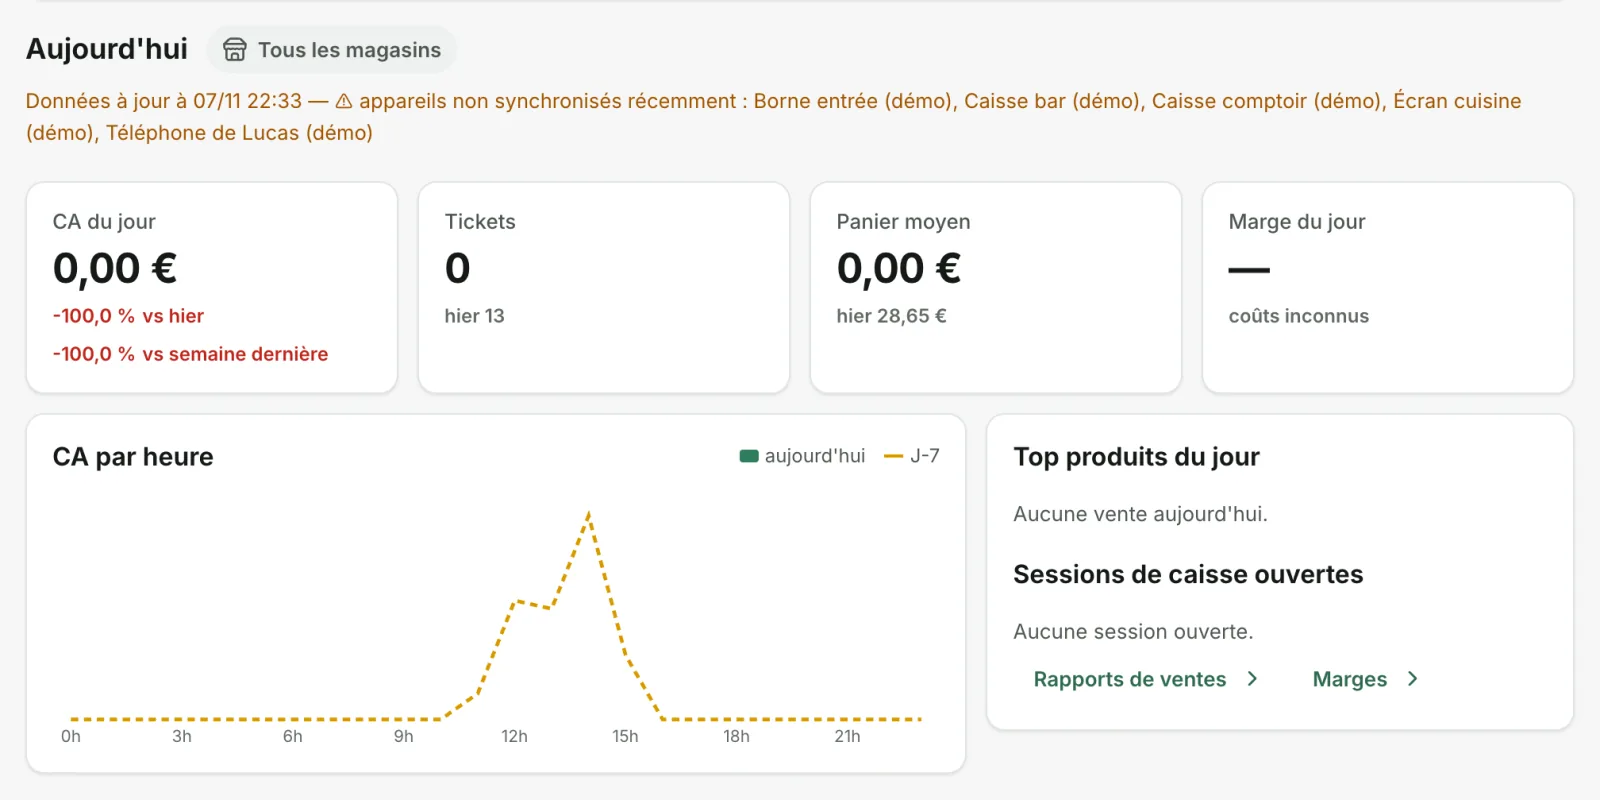 Aujourd'hui
Tous les magasins
Données à jour à 07/11 22:33 — ⚠ appareils non synchronisés récemment : Borne entrée (démo), Caisse bar (démo), Caisse comptoir (démo), Écran cuisine
(démo), Téléphone de Lucas (démo)
CA du jour
0,00 €
-100,0 % vs hier
-100,0 % vs semaine dernière
Tickets
0
hier 13
Panier moyen
0,00 €
hier 28,65 €
Marge du jour
—
coûts inconnus
CA par heure
aujourd'hui
J-7
0h 3h 6h 9h 12h 15h 18h 21h
Top produits du jour
Aucune vente aujourd'hui.
Sessions de caisse ouvertes
Aucune session ouverte.
Rapports de ventes
Marges